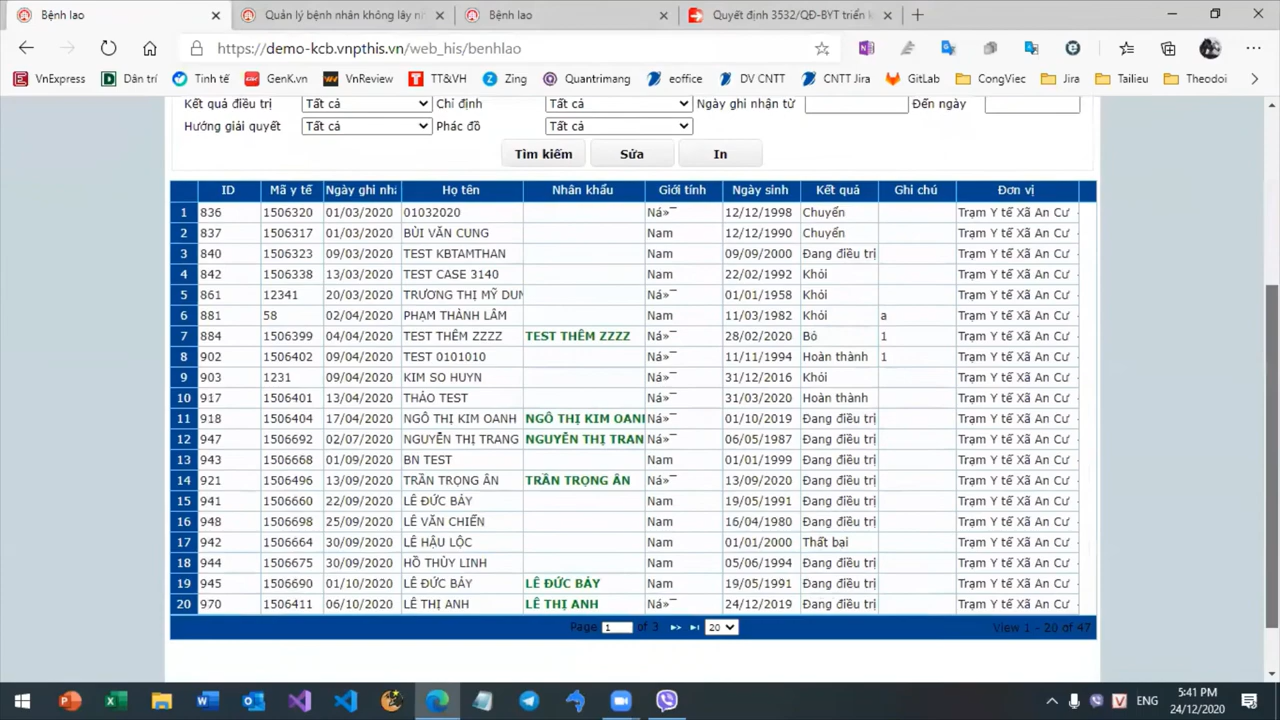 Bệnh lao
Quản lý bệnh nhân không lây nh
Bệnh lao
Quyết định 3532/QĐ-BYT triển k
https://demo-kcb.vnpthis.vn/web_his/benhlao
VnExpress Dân trí Tinh tế GenK.vn VnReview TT&VH Zing Quantrimang eoffice DV CNTT CNTT Jira GitLab CongViec Jira Tailieu Theodoi
Kết quả điều trị Tất cả Chỉ định Tất cả Ngày ghi nhận từ Đến ngày
Hướng giải quyết Tất cả Phác đồ Tất cả
Tìm kiếm Sửa In
ID Mã y tế Ngày ghi nhậ Họ tên Nhân khẩu Giới tính Ngày sinh Kết quả Ghi chú Đơn vị
1 836 1506320 01/03/2020 01032020 Ná»¯ 12/12/1998 Chuyển Trạm Y tế Xã An Cư
2 837 1506317 01/03/2020 BÙI VĂN CUNG Nam 12/12/1990 Chuyển Trạm Y tế Xã An Cư
3 840 1506323 09/03/2020 TEST KBTAMTHAN Nam 09/09/2000 Đang điều trị Trạm Y tế Xã An Cư
4 842 1506338 13/03/2020 TEST CASE 3140 Nam 22/02/1992 Khỏi Trạm Y tế Xã An Cư
5 861 12341 20/03/2020 TRƯƠNG THỊ MỸ DUN Ná»¯ 01/01/1958 Khỏi Trạm Y tế Xã An Cư
6 881 58 02/04/2020 PHẠM THÀNH LÂM Nam 11/03/1982 Khỏi a Trạm Y tế Xã An Cư
7 884 1506399 04/04/2020 TEST THÊM ZZZZ TEST THÊM ZZZZ Ná»¯ 28/02/2020 Bỏ 1 Trạm Y tế Xã An Cư
8 902 1506402 09/04/2020 TEST 0101010 Ná»¯ 11/11/1994 Hoàn thành 1 Trạm Y tế Xã An Cư
9 903 1231 09/04/2020 KIM SO HUYN Ná»¯ 31/12/2016 Khỏi Trạm Y tế Xã An Cư
10 917 1506401 13/04/2020 THẢO TEST Ná»¯ 31/03/2020 Hoàn thành Trạm Y tế Xã An Cư
11 918 1506404 17/04/2020 NGÔ THỊ KIM OANH NGÔ THỊ KIM OANH Ná»¯ 01/10/2019 Đang điều trị Trạm Y tế Xã An Cư
12 947 1506692 02/07/2020 NGUYỄN THỊ TRANG NGUYỄN THỊ TRAN Ná»¯ 06/05/1987 Đang điều trị Trạm Y tế Xã An Cư
13 943 1506668 01/09/2020 BN TEST Nam 01/01/1999 Đang điều trị Trạm Y tế Xã An Cư
14 921 1506496 13/09/2020 TRẦN TRỌNG ÂN TRẦN TRỌNG ÂN Ná»¯ 13/09/2020 Đang điều trị Trạm Y tế Xã An Cư
15 941 1506660 22/09/2020 LÊ ĐỨC BẢY Nam 19/05/1991 Đang điều trị Trạm Y tế Xã An Cư
16 948 1506698 25/09/2020 LÊ VĂN CHIẾN Nam 16/04/1980 Đang điều trị Trạm Y tế Xã An Cư
17 942 1506664 30/09/2020 LÊ HẬU LỘC Nam 01/01/2000 Thất bại Trạm Y tế Xã An Cư
18 944 1506675 30/09/2020 HỒ THÙY LINH Nam 05/06/1994 Đang điều trị Trạm Y tế Xã An Cư
19 945 1506690 01/10/2020 LÊ ĐỨC BẢY LÊ ĐỨC BẢY Nam 19/05/1991 Đang điều trị Trạm Y tế Xã An Cư
20 970 1506411 06/10/2020 LÊ THỊ ANH LÊ THỊ ANH Ná»¯ 24/12/2019 Đang điều trị Trạm Y tế Xã An Cư
Page 1 of 3 20 View 1 - 20 of 47
ENG
5:41 PM
24/12/2020